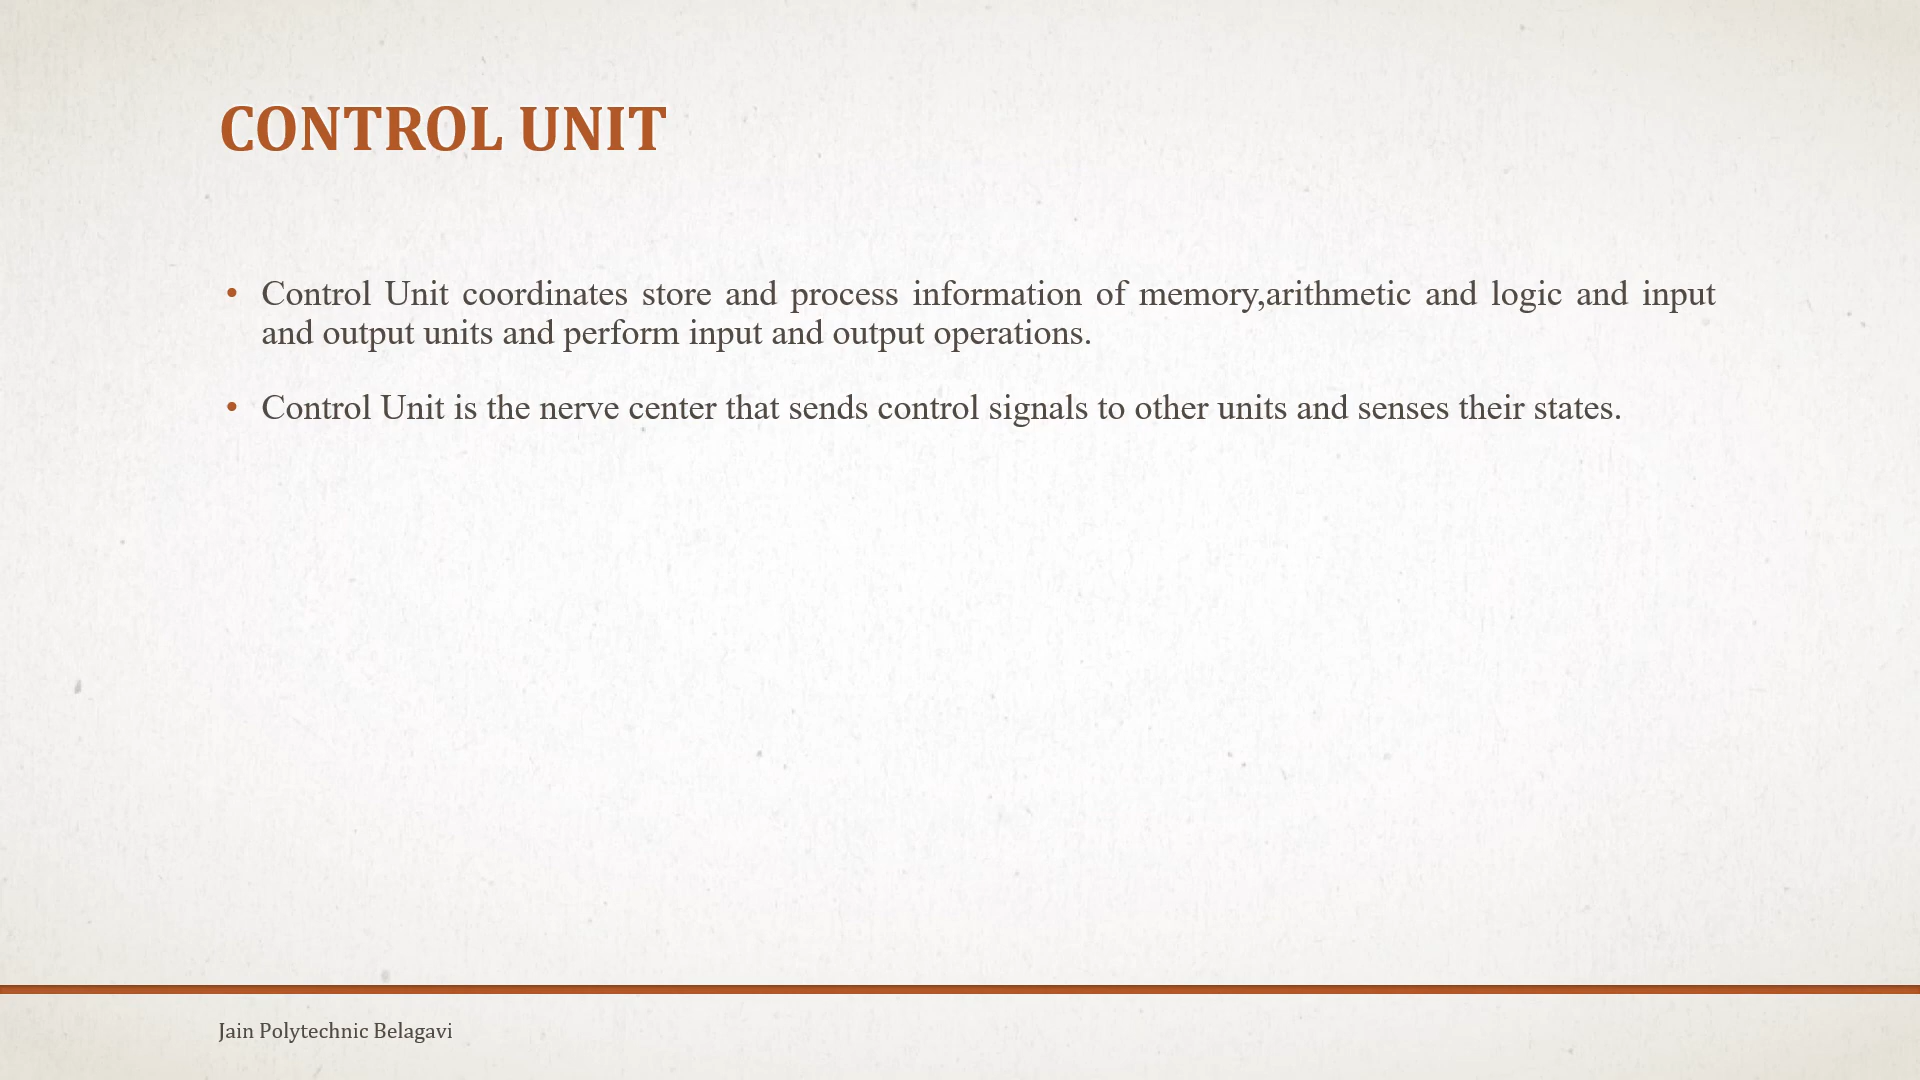 CONTROL UNIT
• Control Unit coordinates store and process information of memory,arithmetic and logic and input
and output units and perform input and output operations.
• Control Unit is the nerve center that sends control signals to other units and senses their states.
Jain Polytechnic Belagavi